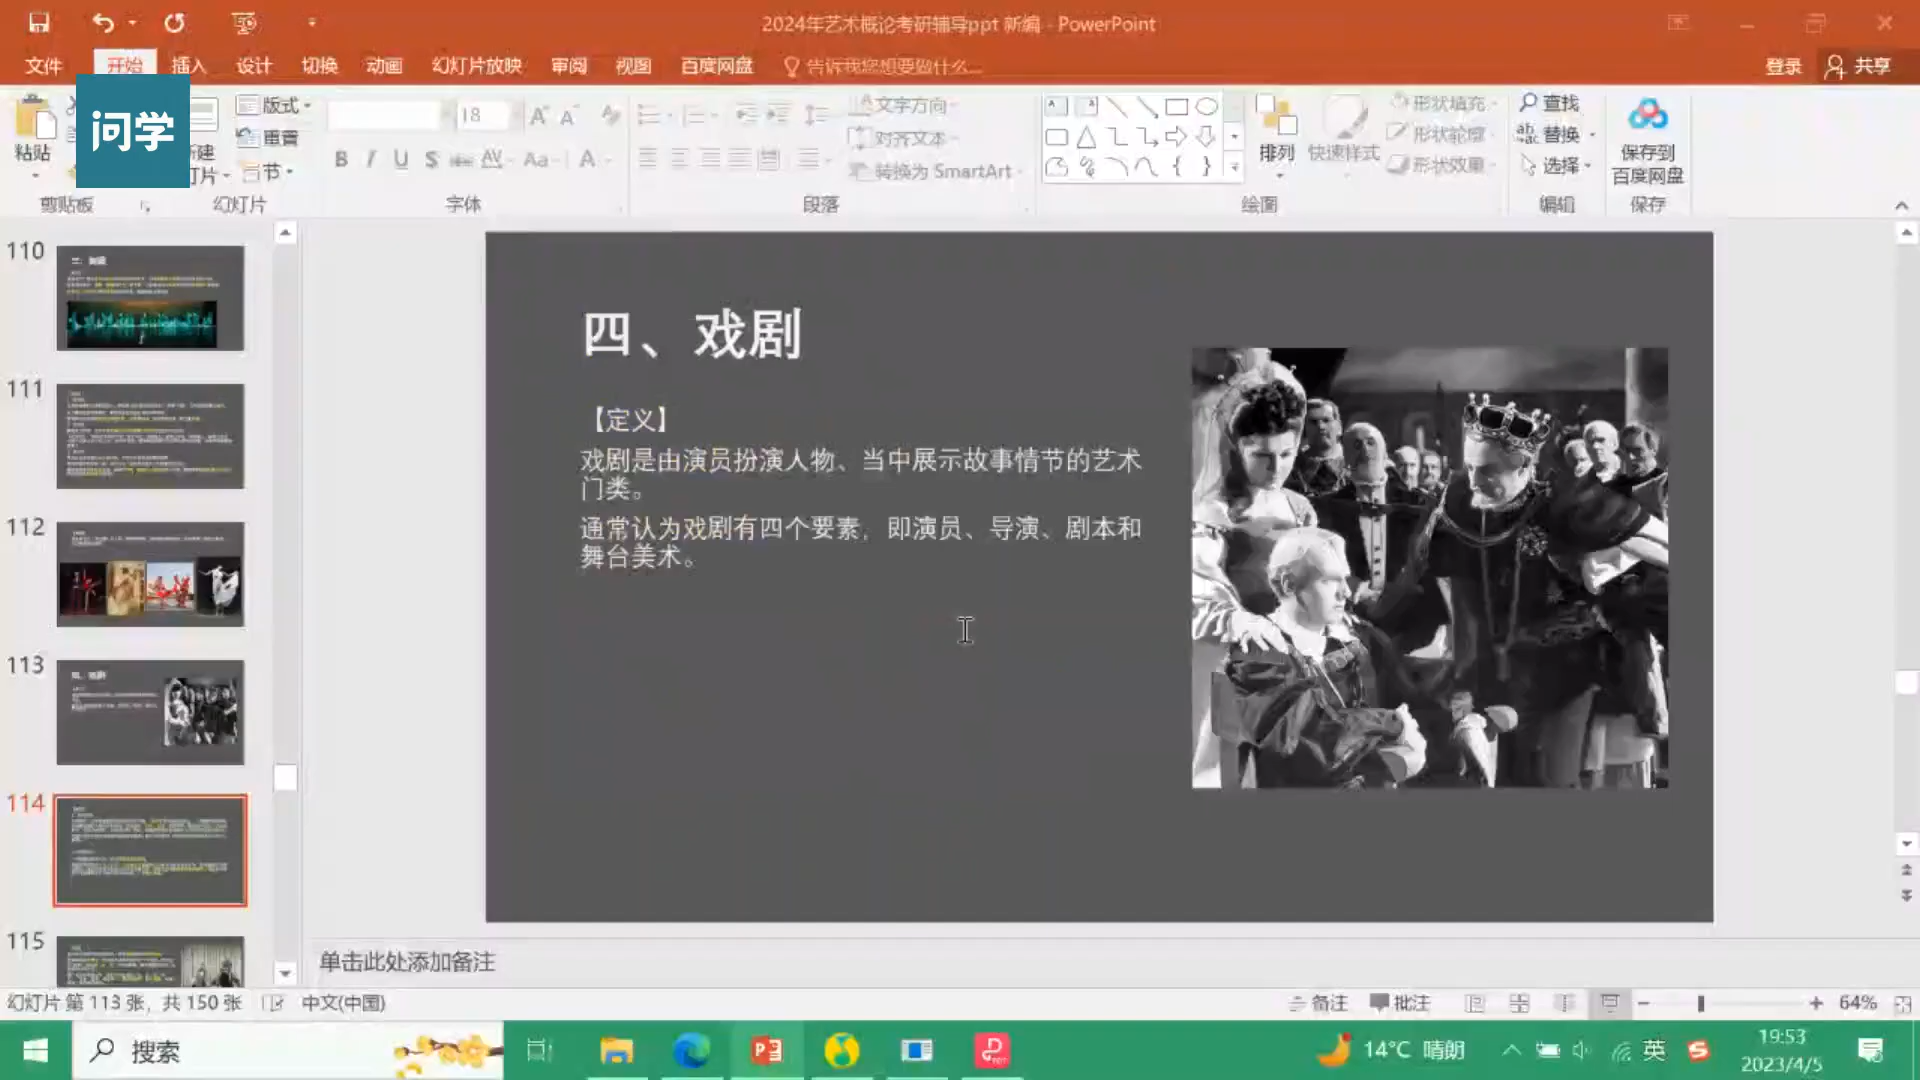 2024年艺术概论考研辅导ppt 新编 - PowerPoint
文件 开始 插入 设计 切换 动画 幻灯片放映 审阅 视图 百度网盘 告诉我您想要做什么... 登录 共享
问学
粘贴
剪贴板
版式
重置
节
幻灯片
18
B I U S abc AV Aa A
字体
文字方向
对齐文本
转换为 SmartArt
段落
排列
快速样式
形状填充
形状轮廓
形状效果
绘图
查找
替换
选择
编辑
保存到
百度网盘
保存
110
111
112
113
114
115
四、戏剧
【定义】
戏剧是由演员扮演人物、当中展示故事情节的艺术
门类。
通常认为戏剧有四个要素，即演员、导演、剧本和
舞台美术。
单击此处添加备注
幻灯片 第 113 张，共 150 张 中文(中国) 备注 批注 64%
搜索
14°C 晴朗
英
19:53
2023/4/5